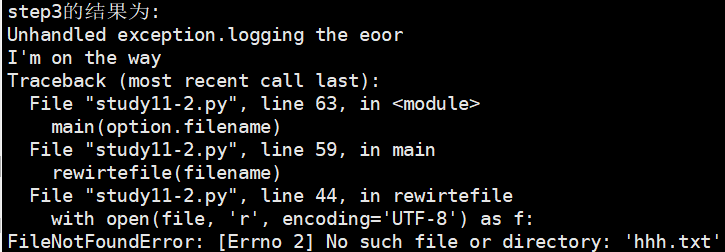 step3的结果为:
Unhandled exception.logging the eoor
I'm on the way
Traceback (most recent call last):
  File "study11-2.py", line 63, in <module>
    main(option.filename)
  File "study11-2.py", line 59, in main
    rewirtefile(filename)
  File "study11-2.py", line 44, in rewirtefile
    with open(file, 'r', encoding='UTF-8') as f:
FileNotFoundError: [Errno 2] No such file or directory: 'hhh.txt'